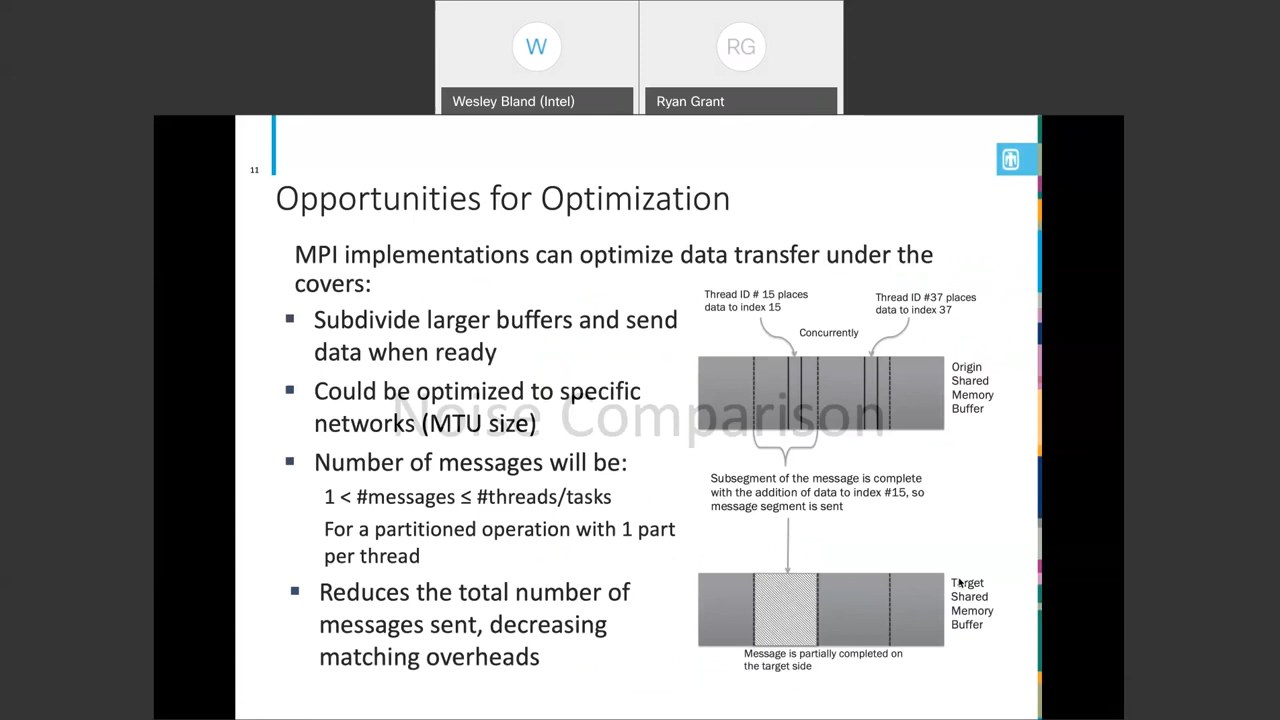 W
RG
Wesley Bland (Intel)
Ryan Grant
11
Opportunities for Optimization
MPI implementations can optimize data transfer under the
covers:
▪ Subdivide larger buffers and send
data when ready
▪ Could be optimized to specific
networks (MTU size)
▪ Number of messages will be:
1 < #messages ≤ #threads/tasks
For a partitioned operation with 1 part
per thread
▪ Reduces the total number of
messages sent, decreasing
matching overheads
Noise Comparison
Thread ID # 15 places
data to index 15
Thread ID #37 places
data to index 37
Concurrently
Origin
Shared
Memory
Buffer
Subsegment of the message is complete
with the addition of data to index #15, so
message segment is sent
Target
Shared
Memory
Buffer
Message is partially completed on
the target side